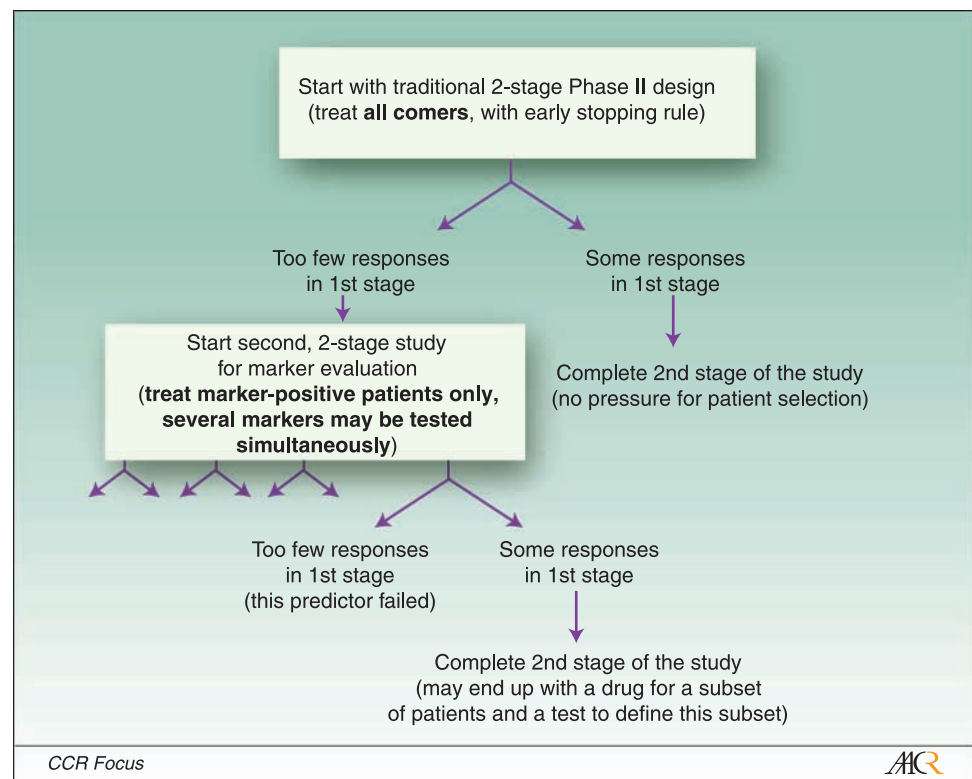 Start with traditional 2-stage Phase II design
(treat all comers, with early stopping rule)
Too few responses
in 1st stage
Some responses
in 1st stage
Start second, 2-stage study
for marker evaluation
(treat marker-positive patients only,
several markers may be tested
simultaneously)
Complete 2nd stage of the study
(no pressure for patient selection)
Too few responses
in 1st stage
(this predictor failed)
Some responses
in 1st stage
Complete 2nd stage of the study
(may end up with a drug for a subset
of patients and a test to define this subset)
CCR Focus
AACR